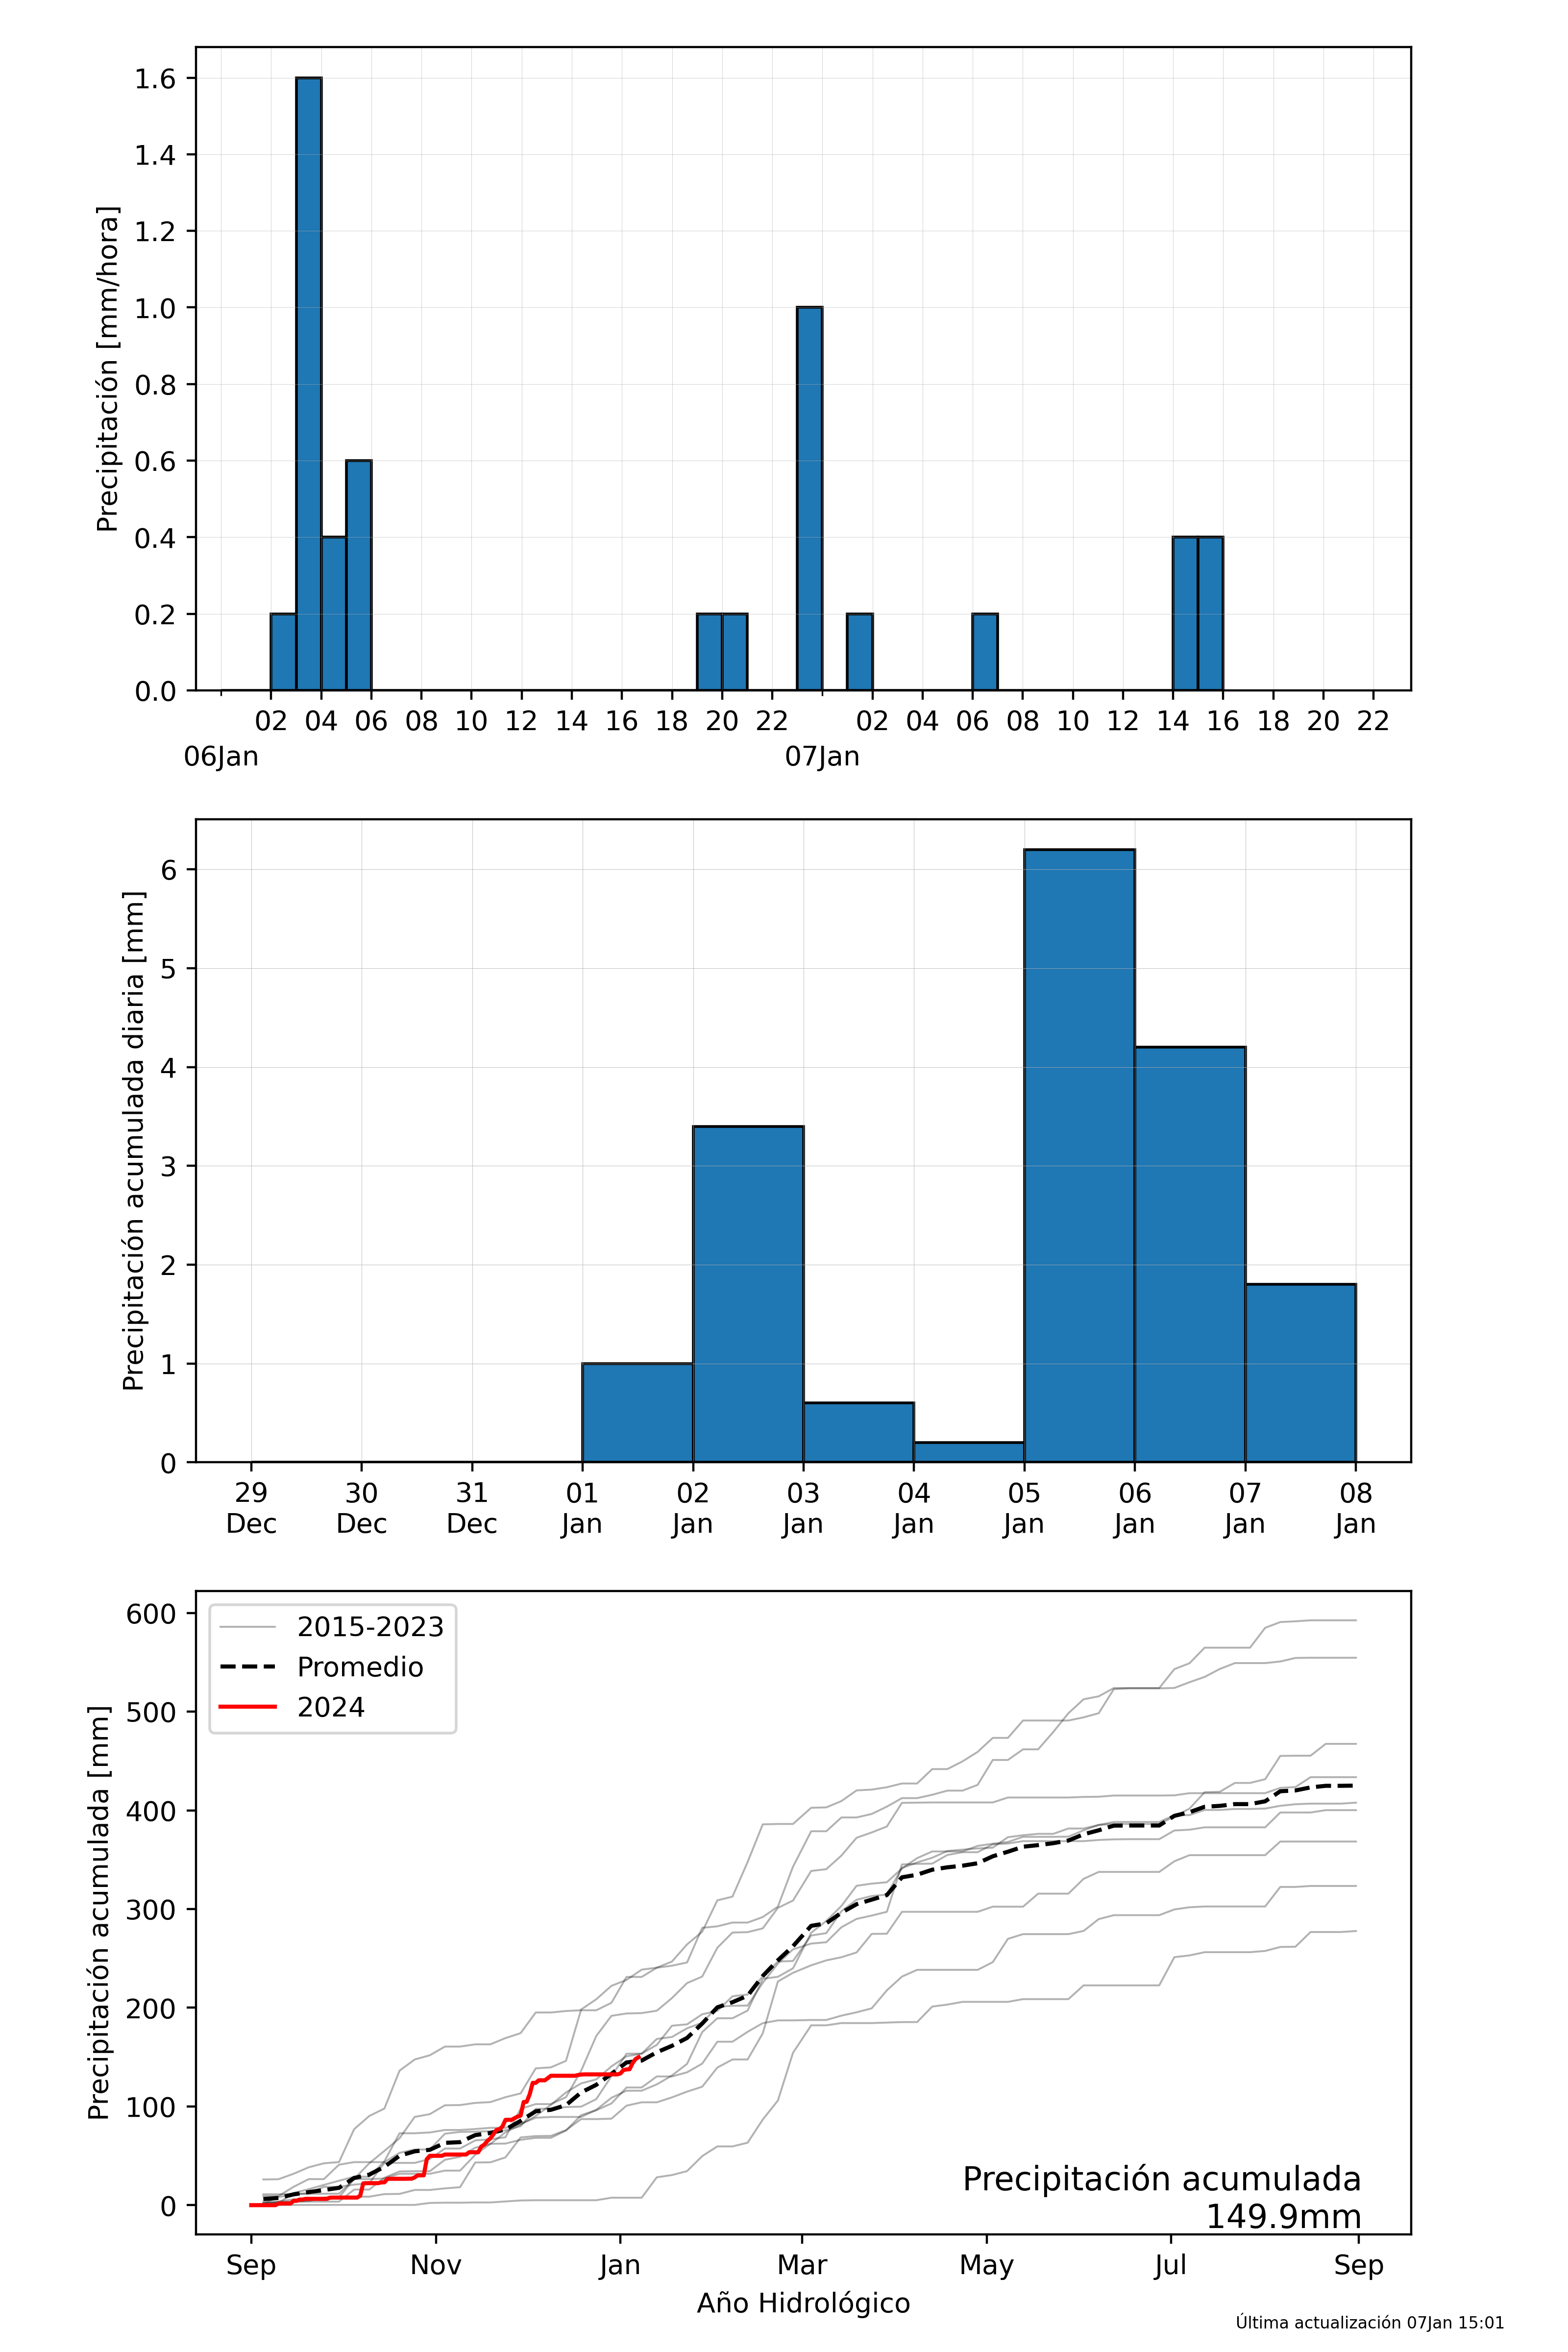 Precipitación [mm/hora]
1.6
1.4
1.2
1.0
0.8
0.6
0.4
0.2
0.0
02 04 06 08 10 12 14 16 18 20 22 02 04 06 08 10 12 14 16 18 20 22
06Jan 07Jan
Precipitación acumulada diaria [mm]
6
5
4
3
2
1
0
29 30 31 01 02 03 04 05 06 07 08
Dec Dec Dec Jan Jan Jan Jan Jan Jan Jan Jan
Precipitación acumulada [mm]
600
500
400
300
200
100
0
2015-2023
Promedio
2024
Precipitación acumulada
149.9mm
Sep Nov Jan Mar May Jul Sep
Año Hidrológico
Última actualización 07Jan 15:01